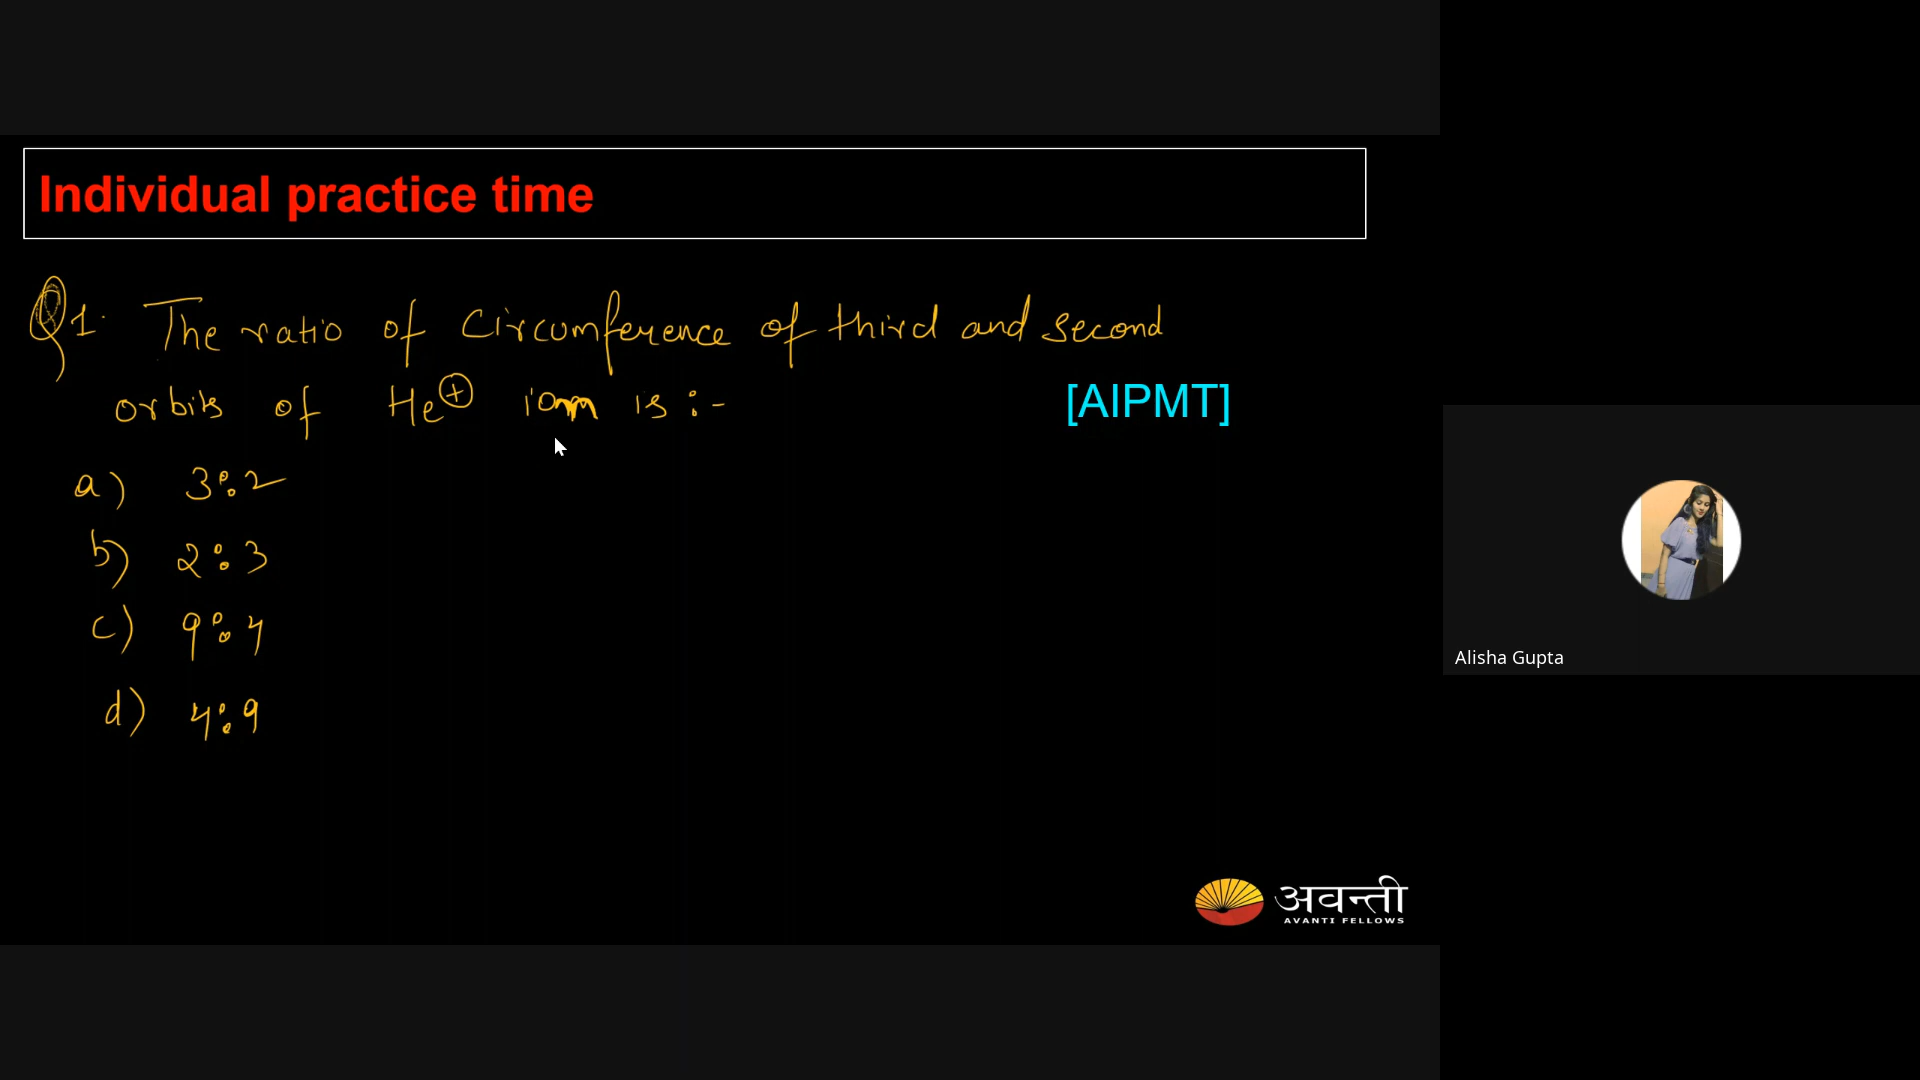 Individual practice time
Q1. The ratio of circumference of third and second
orbits of He⊕ ion is :-
[AIPMT]
a) 3:2
b) 2:3
c) 9:4
d) 4:9
Alisha Gupta
अवन्ती
AVANTI FELLOWS